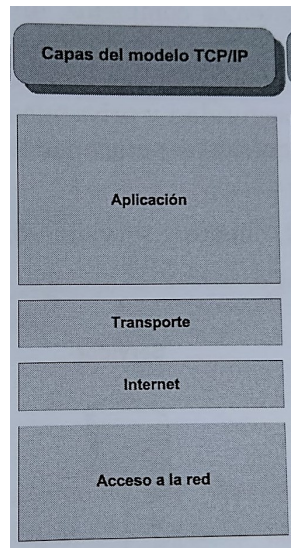 Capas del modelo TCP/IP
Aplicación
Transporte
Internet
Acceso a la red